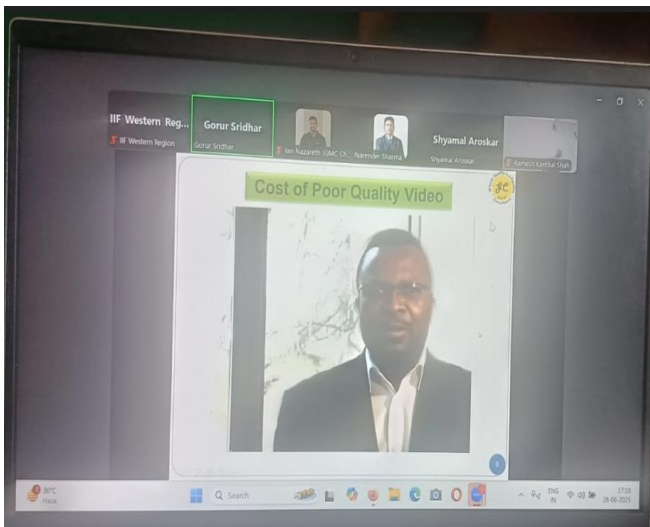 IIF Western Reg...
IIF Western Region
Gorur Sridhar
Gorur Sridhar
Ian Nazareth (GMC Ch...
Narender Sharma
Shyamal Aroskar
Shyamal Aroskar
Ramesh Kantilal Shah
Cost of Poor Quality Video
30°C
Haze
Search
ENG
IN
17:18
28-06-2025